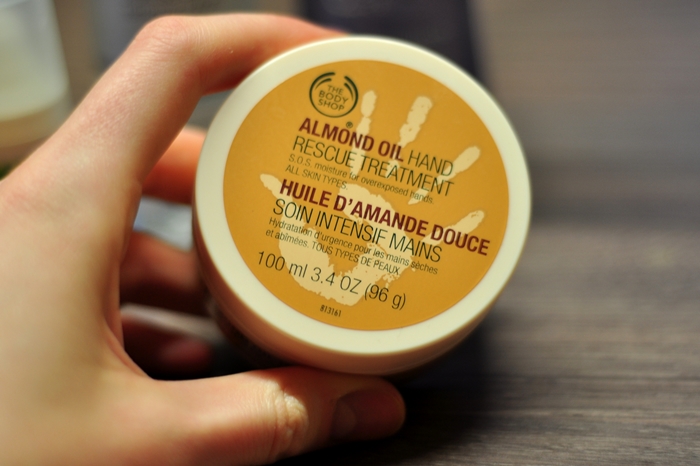 THE
BODY
SHOP
®
ALMOND OIL HAND
RESCUE TREATMENT
S.O.S. moisture for overexposed hands.
ALL SKIN TYPES.
HUILE D'AMANDE DOUCE
SOIN INTENSIF MAINS
Hydratation d'urgence pour les mains sèches
et abîmées. TOUS TYPES DE PEAUX.
100 ml 3.4 OZ (96 g)
813161